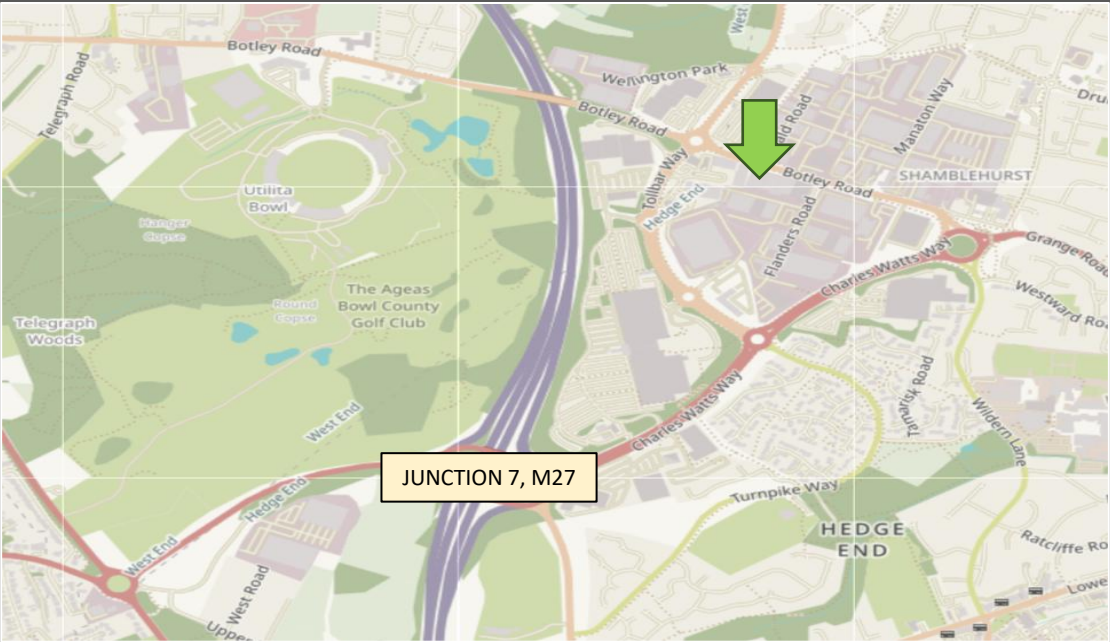 Botley Road
Telegraph Road
West
Wellington Park
Botley Road
Manaton Way
Tollbar Way
Hedge End
Botley Road
SHAMBLEHURST
Utilita
Bowl
Hanger
Copse
Flanders Road
Charles Watts Way
Grange Road
Westward Ro
The Ageas
Bowl County
Golf Club
Round
Copse
Telegraph
Woods
Tamarisk Road
Wildern Lane
Charles Watts Way
West End
Hedge End
JUNCTION 7, M27
Turnpike Way
HEDGE
END
Ratcliffe Ro
Lowe
West End
West Road
Upper